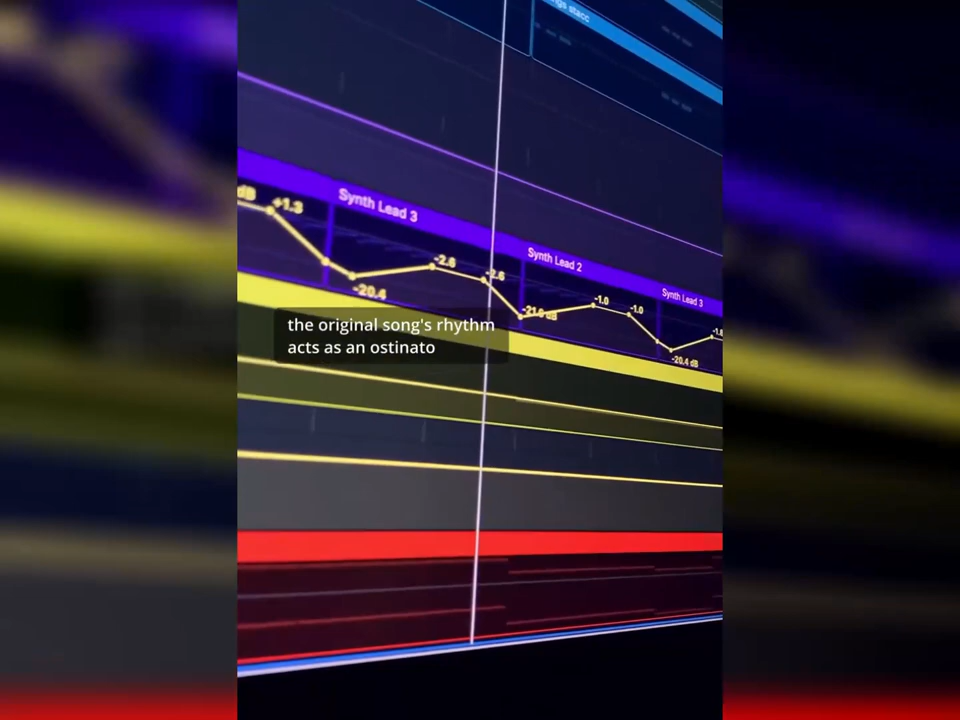 stacc
dB
+1.3
Synth Lead 3
-2.6
-2.6
-20.4
Synth Lead 2
-1.0
-1.0
Synth Lead 3
-20.4 dB
the original song's rhythm
acts as an ostinato